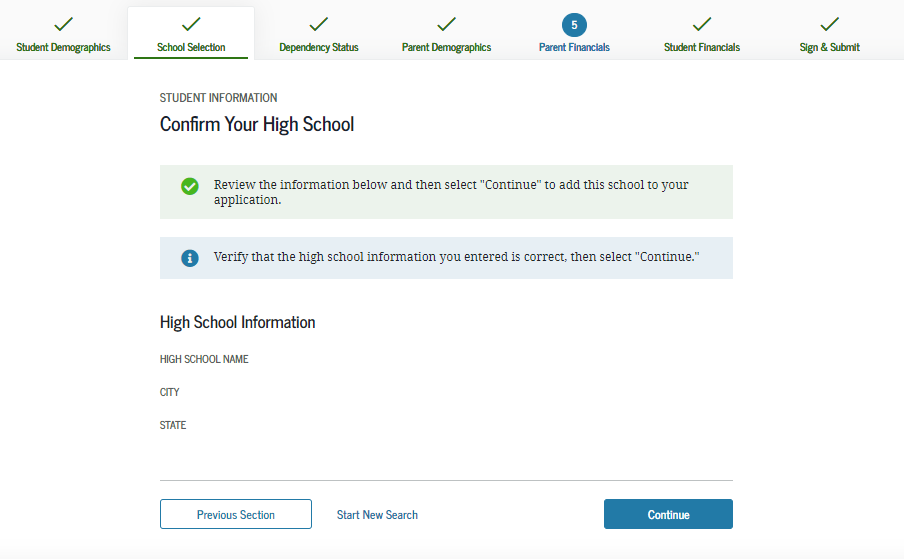 5
Student Demographics School Selection Dependency Status Parent Demographics Parent Financials Student Financials Sign & Submit
STUDENT INFORMATION
Confirm Your High School
Review the information below and then select "Continue" to add this school to your
application.
Verify that the high school information you entered is correct, then select "Continue."
High School Information
HIGH SCHOOL NAME
CITY
STATE
Previous Section Start New Search Continue